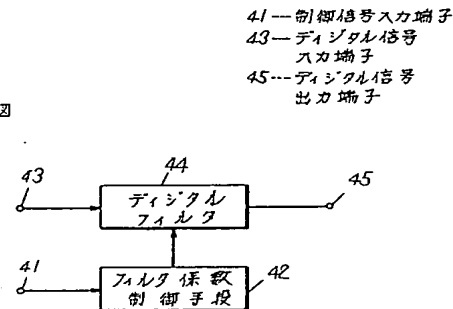 41---制御信号入力端子
43---ディジタル信号
入力端子
45---ディジタル信号
出力端子
図
43
44
45
ディジタル
フィルタ
41
42
フィルタ係数
制御手段